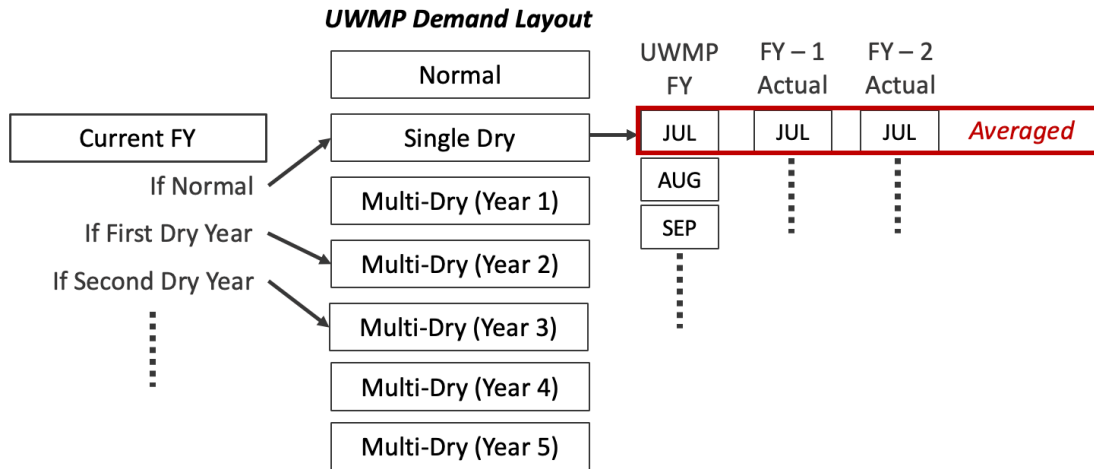 UWMP Demand Layout
Normal
Single Dry
Multi-Dry (Year 1)
Multi-Dry (Year 2)
Multi-Dry (Year 3)
Multi-Dry (Year 4)
Multi-Dry (Year 5)
Current FY
If Normal
If First Dry Year
If Second Dry Year
UWMP
FY
FY – 1
Actual
FY – 2
Actual
JUL
JUL
JUL
Averaged
AUG
SEP